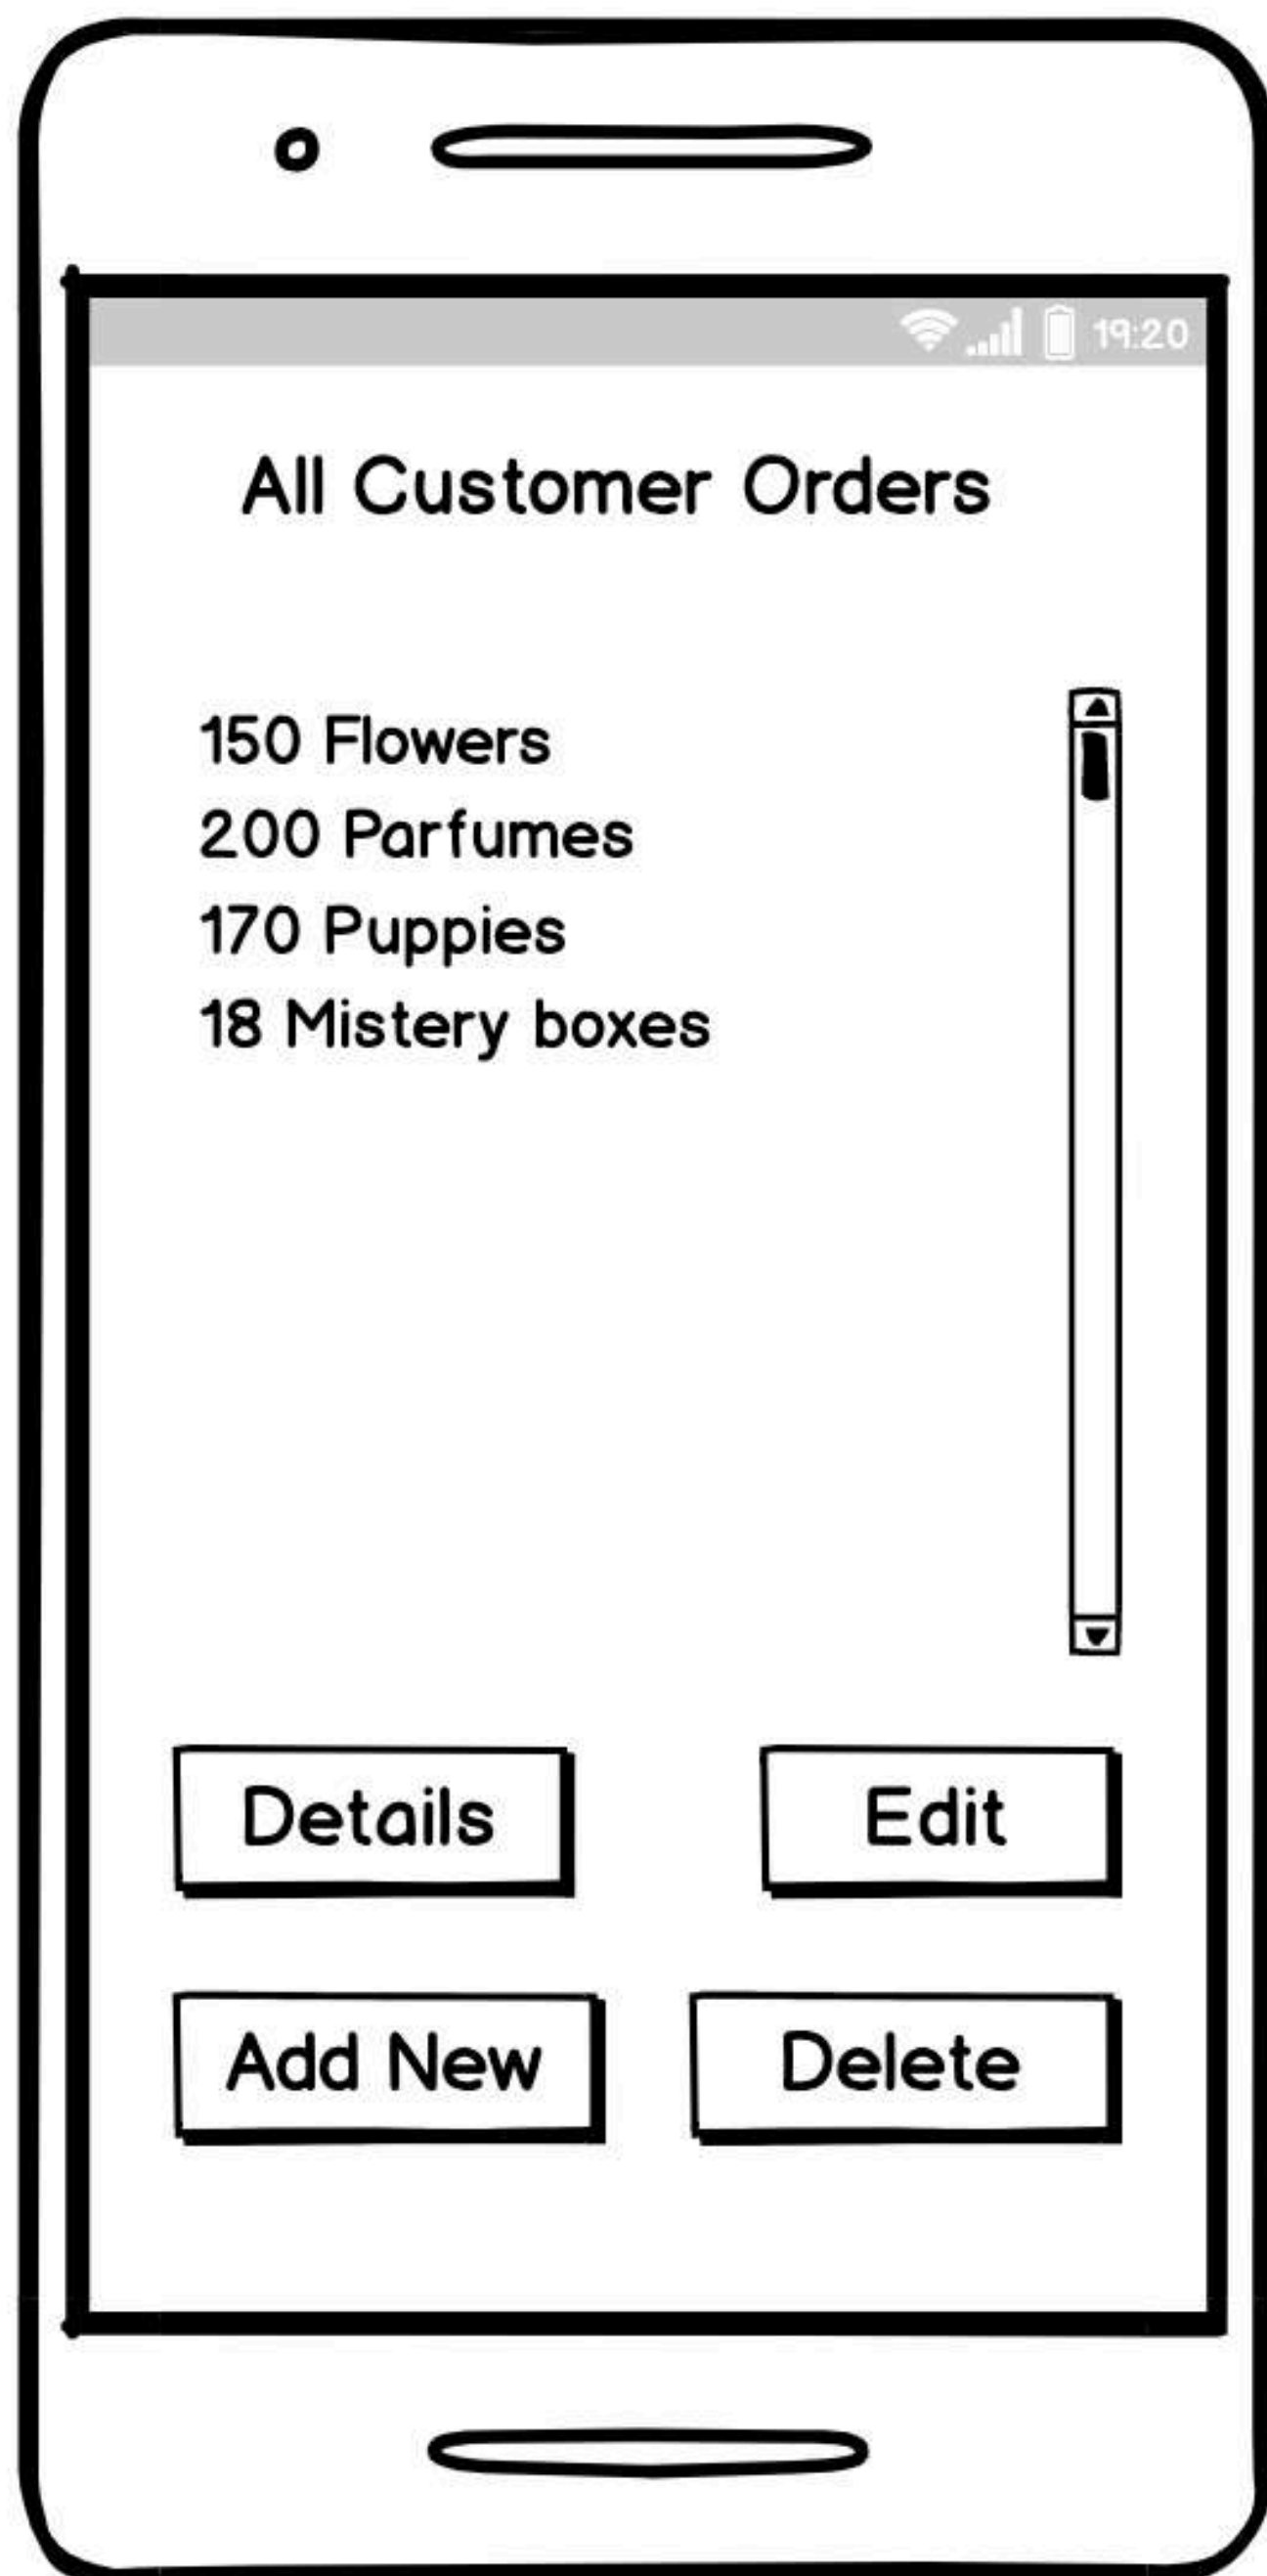 19:20
All Customer Orders
150 Flowers
200 Parfumes
170 Puppies
18 Mistery boxes
Details
Edit
Add New
Delete